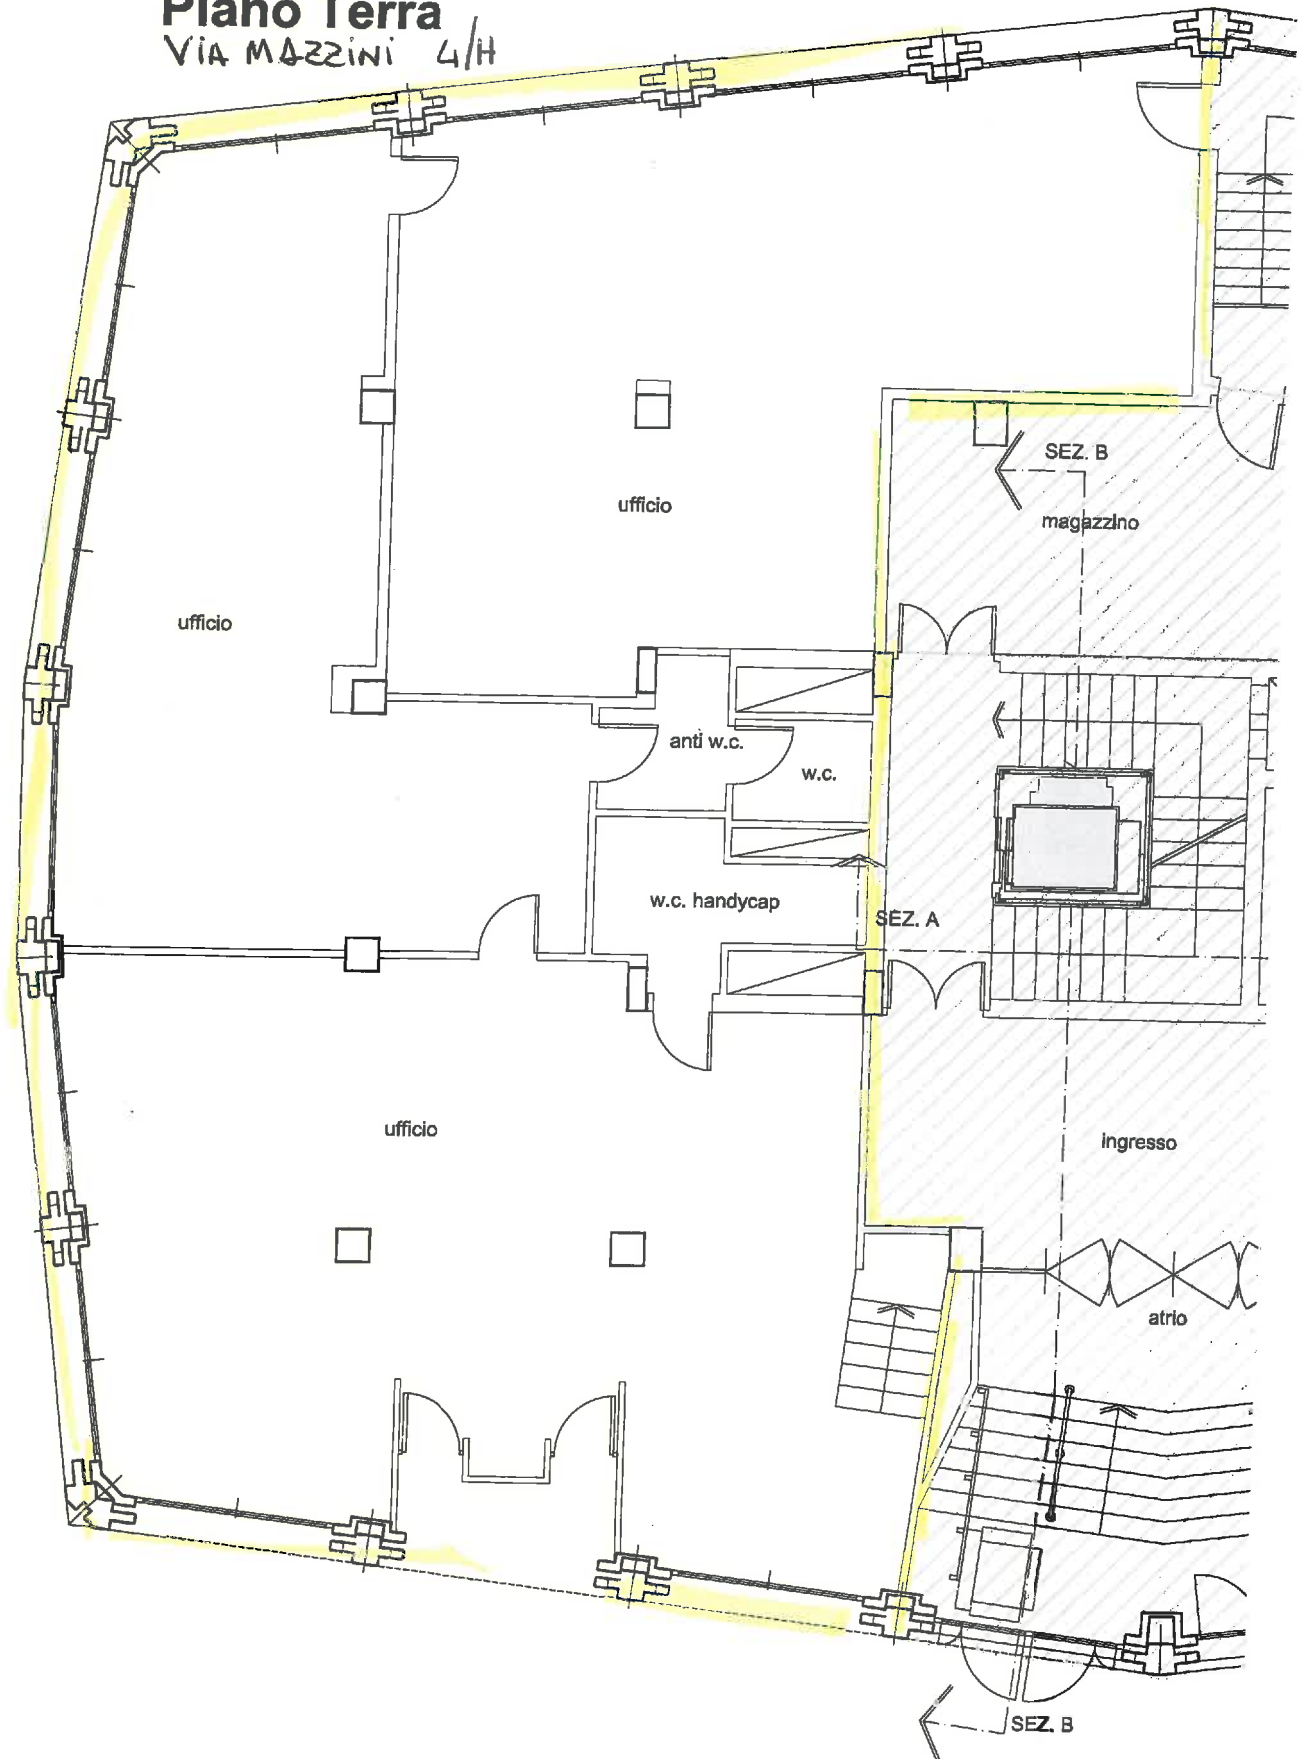 Piano Terra
VIA MAZZINI 4/H
SEZ. B
ufficio
magazzino
ufficio
anti w.c.
w.c.
w.c. handycap
SEZ. A
ufficio
ingresso
atrio
SEZ. B